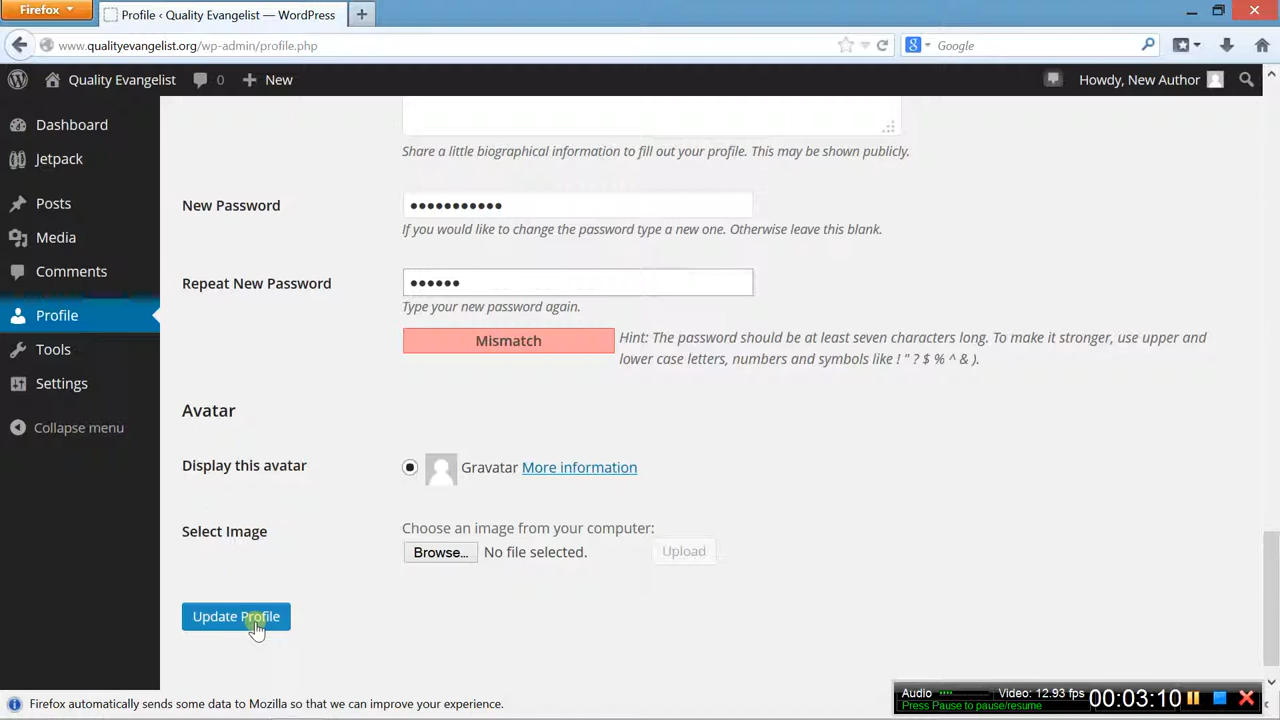 Firefox
Profile ‹ Quality Evangelist — WordPress
www.qualityevangelist.org/wp-admin/profile.php
Google
Quality Evangelist
0
New
Howdy, New Author
Dashboard
Jetpack
Posts
Media
Comments
Profile
Tools
Settings
Collapse menu
Share a little biographical information to fill out your profile. This may be shown publicly.
New Password
●●●●●●●●●●●
If you would like to change the password type a new one. Otherwise leave this blank.
Repeat New Password
●●●●●●
Type your new password again.
Mismatch
Hint: The password should be at least seven characters long. To make it stronger, use upper and
lower case letters, numbers and symbols like ! " ? $ % ^ & ).
Avatar
Display this avatar
Gravatar More information
Select Image
Choose an image from your computer:
Browse... No file selected.
Upload
Update Profile
Firefox automatically sends some data to Mozilla so that we can improve your experience.
Audio
Video: 12.93 fps
Press Pause to pause/resume
00:03:10